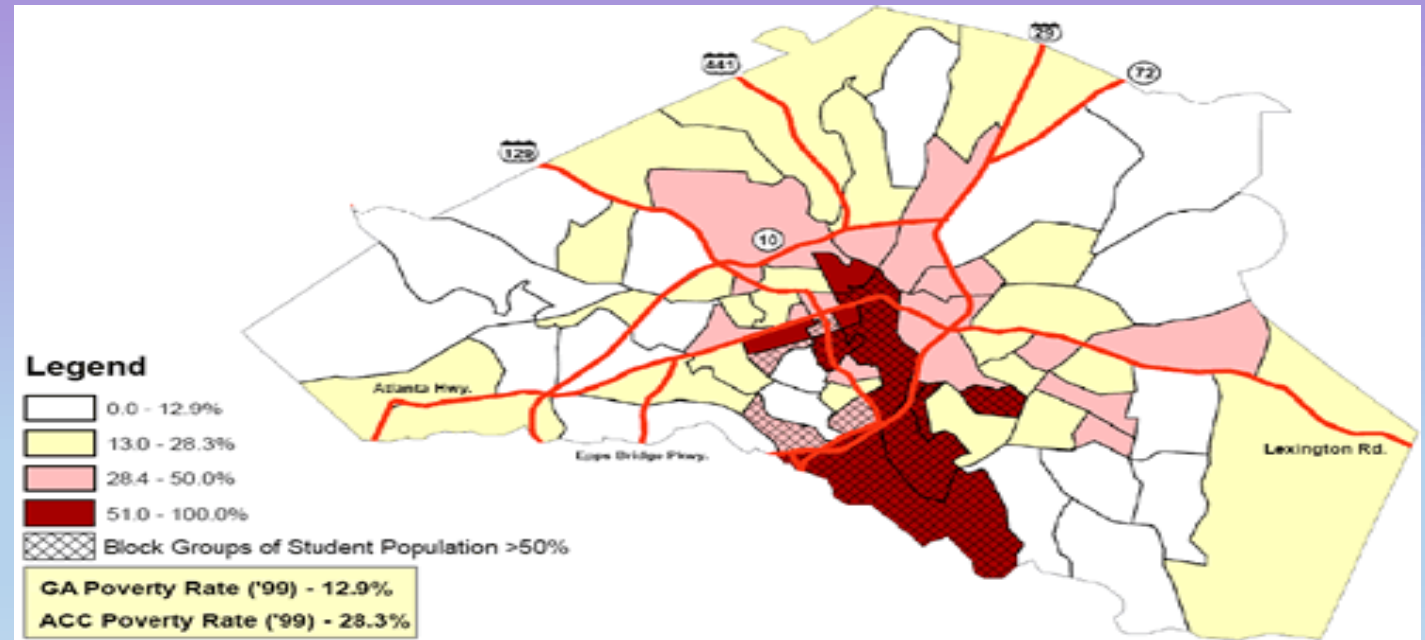 29
441
72
129
10
Legend
0.0 - 12.9%
13.0 - 28.3%
28.4 - 50.0%
51.0 - 100.0%
Block Groups of Student Population >50%
GA Poverty Rate ('99) - 12.9%
ACC Poverty Rate ('99) - 28.3%
Atlanta Hwy.
Epps Bridge Pkwy.
Lexington Rd.